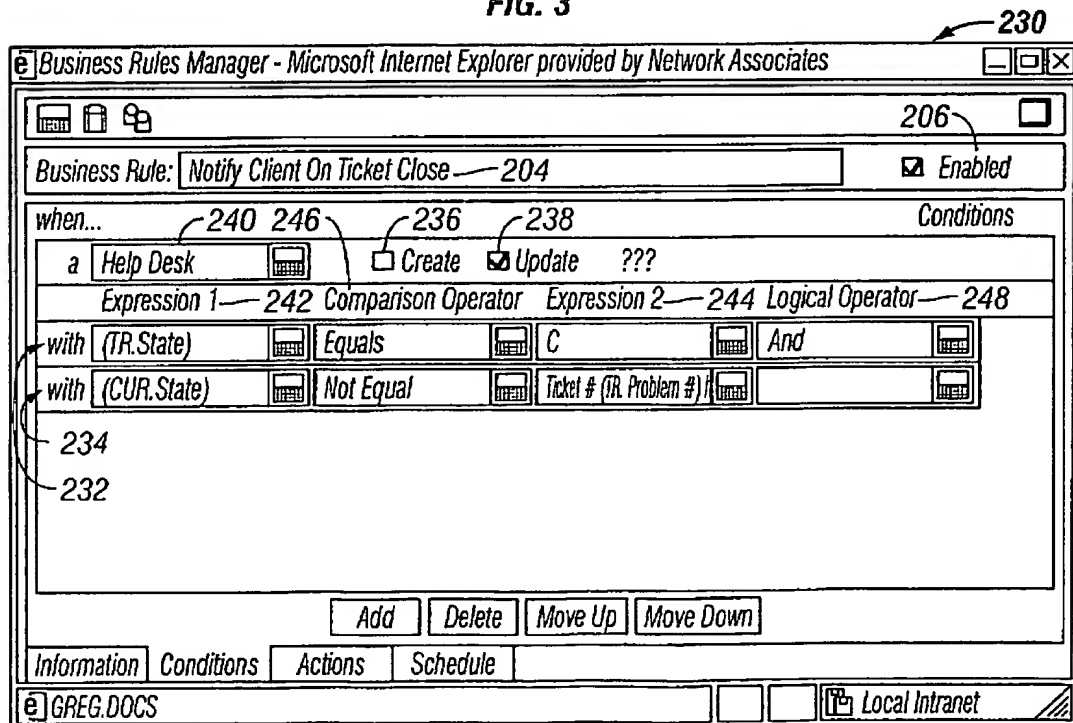 FIG. 3
230
Business Rules Manager - Microsoft Internet Explorer provided by Network Associates
206
Business Rule: Notify Client On Ticket Close 204 Enabled
when... 240 246 236 238 Conditions
a Help Desk Create Update ???
Expression 1 242 Comparison Operator Expression 2 244 Logical Operator 248
with (TR.State) Equals C And
with (CUR.State) Not Equal Ticket # (TR. Problem #)
234
232
Add Delete Move Up Move Down
Information Conditions Actions Schedule
e GREG.DOCS Local Intranet